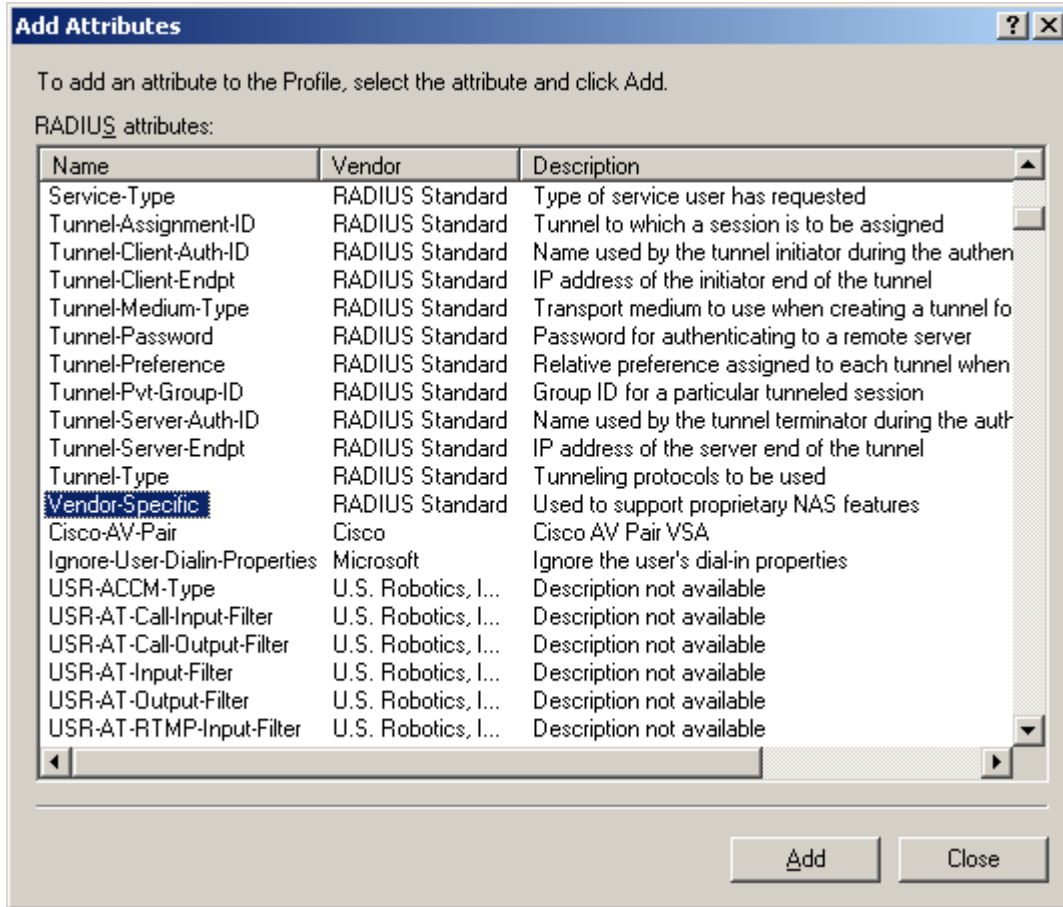 Add Attributes
To add an attribute to the Profile, select the attribute and click Add.
RADIUS attributes:
Name Vendor Description
Service-Type RADIUS Standard Type of service user has requested
Tunnel-Assignment-ID RADIUS Standard Tunnel to which a session is to be assigned
Tunnel-Client-Auth-ID RADIUS Standard Name used by the tunnel initiator during the authen
Tunnel-Client-Endpt RADIUS Standard IP address of the initiator end of the tunnel
Tunnel-Medium-Type RADIUS Standard Transport medium to use when creating a tunnel fo
Tunnel-Password RADIUS Standard Password for authenticating to a remote server
Tunnel-Preference RADIUS Standard Relative preference assigned to each tunnel when
Tunnel-Pvt-Group-ID RADIUS Standard Group ID for a particular tunneled session
Tunnel-Server-Auth-ID RADIUS Standard Name used by the tunnel terminator during the auth
Tunnel-Server-Endpt RADIUS Standard IP address of the server end of the tunnel
Tunnel-Type RADIUS Standard Tunneling protocols to be used
Vendor-Specific RADIUS Standard Used to support proprietary NAS features
Cisco-AV-Pair Cisco Cisco AV Pair VSA
Ignore-User-Dialin-Properties Microsoft Ignore the user's dial-in properties
USR-ACCM-Type U.S. Robotics, I... Description not available
USR-AT-Call-Input-Filter U.S. Robotics, I... Description not available
USR-AT-Call-Output-Filter U.S. Robotics, I... Description not available
USR-AT-Input-Filter U.S. Robotics, I... Description not available
USR-AT-Output-Filter U.S. Robotics, I... Description not available
USR-AT-RTMP-Input-Filter U.S. Robotics, I... Description not available
Add Close